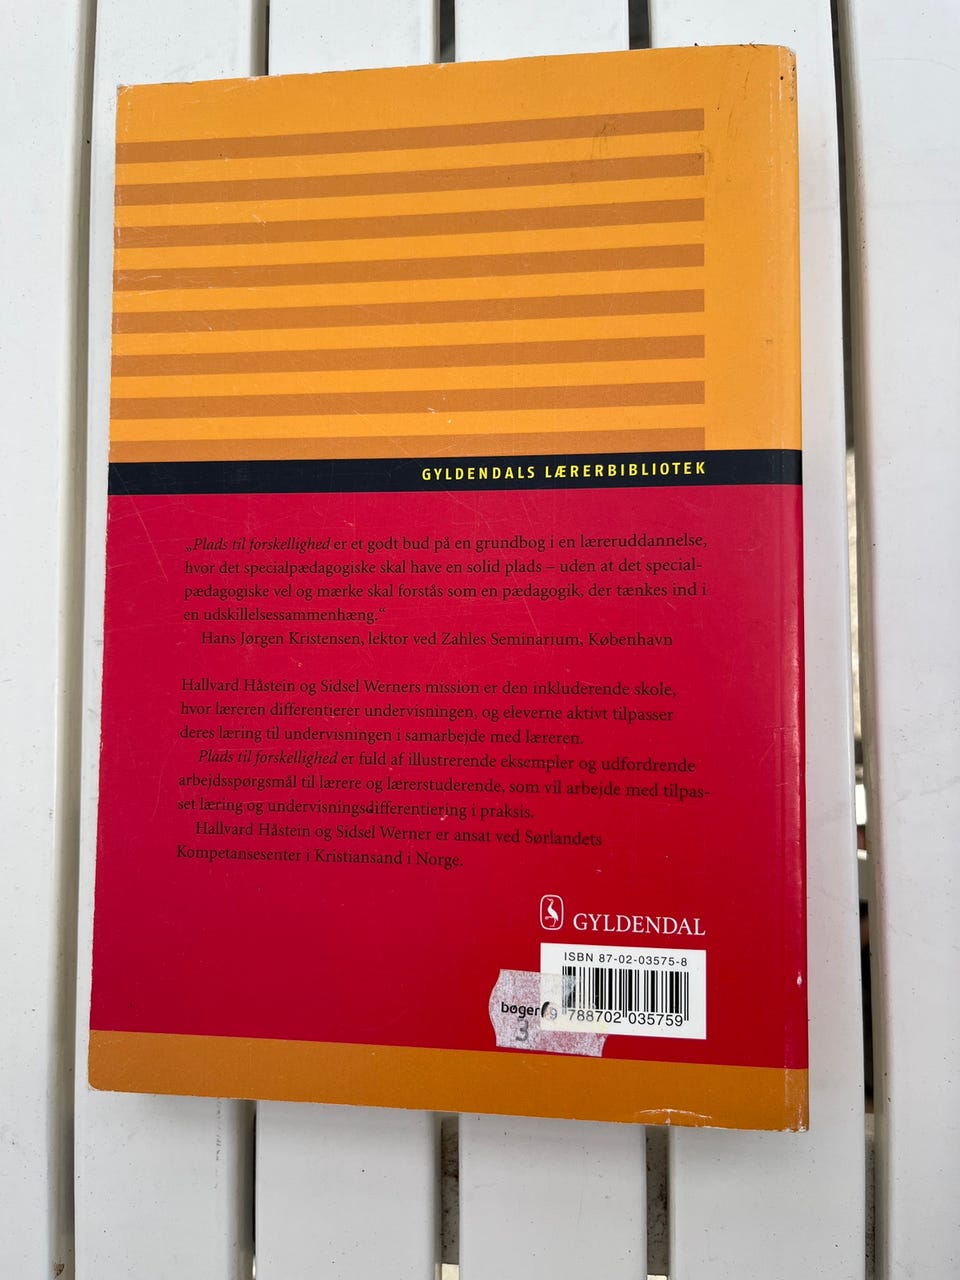 GYLDENDALS LÆRERBIBLIOTEK
„Plads til forskellighed er et godt bud på en grundbog i en læreruddannelse,
hvor det specialpædagogiske skal have en solid plads – uden at det special-
pædagogiske vel og mærke skal forstås som en pædagogik, der tænkes ind i
en udskillelsessammenhæng.“
Hans Jørgen Kristensen, lektor ved Zahles Seminarium, København
Hallvard Håstein og Sidsel Werners mission er den inkluderende skole,
hvor læreren differentierer undervisningen, og eleverne aktivt tilpasser
deres læring til undervisningen i samarbejde med læreren.
Plads til forskellighed er fuld af illustrerende eksempler og udfordrende
arbejdsspørgsmål til lærere og lærerstuderende, som vil arbejde med tilpas-
set læring og undervisningsdifferentiering i praksis.
Hallvard Håstein og Sidsel Werner er ansat ved Sørlandets
Kompetansesenter i Kristiansand i Norge.
GYLDENDAL
ISBN 87-02-03575-8
bøger
9 788702 035759
3